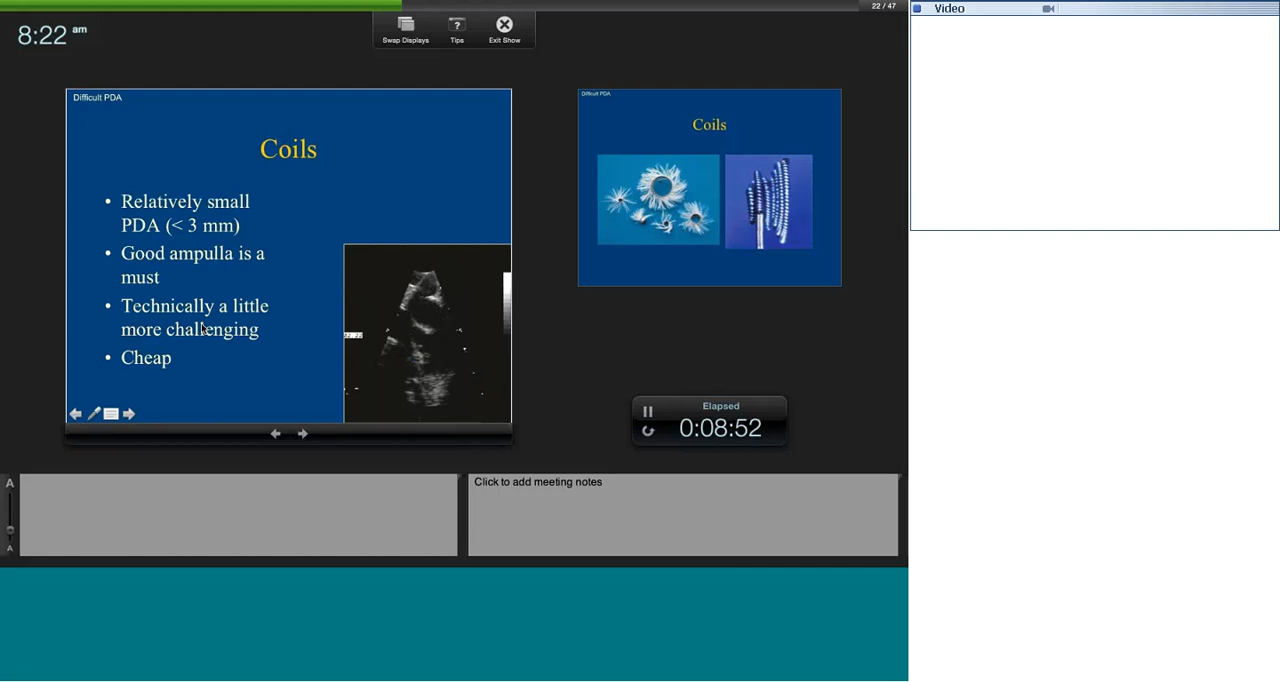 22 / 47
Video
8:22 am
Swap Displays
Tips
Exit Show
Difficult PDA
Coils
• Relatively small
PDA (< 3 mm)
• Good ampulla is a
must
• Technically a little
more challenging
• Cheap
Difficult PDA
Coils
Elapsed
0:08:52
A
A
Click to add meeting notes